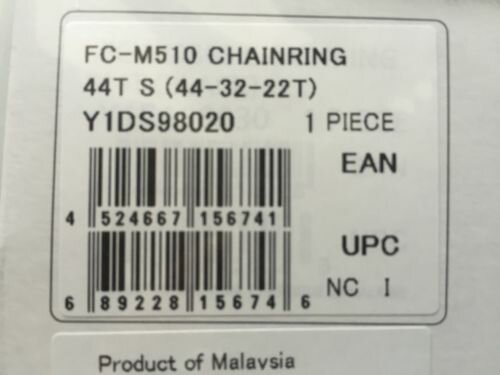 FC-M510 CHAINRING
44T S (44-32-22T)
Y1DS98020 1 PIECE
EAN
4 524667 156741
UPC
NC I
6 89228 15674 6
Product of Malaysia